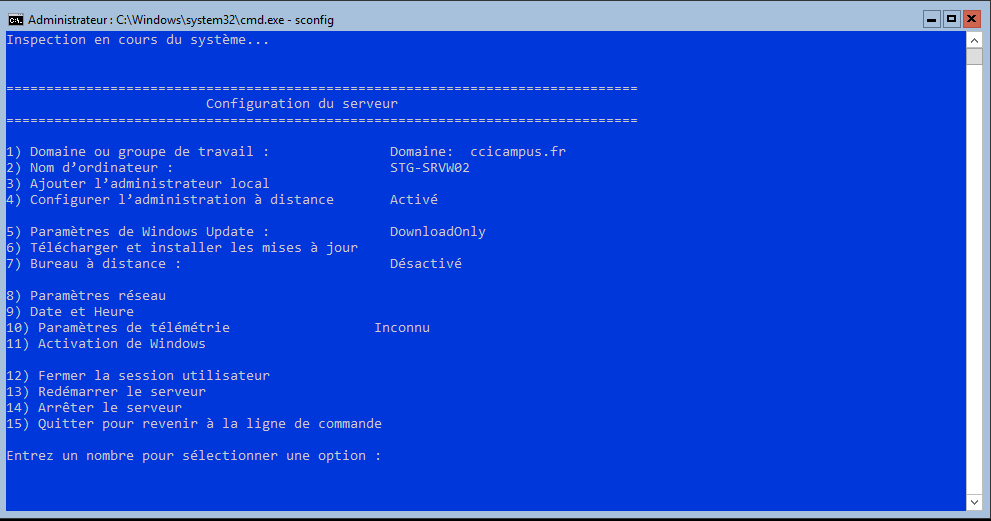 Administrateur : C:\Windows\system32\cmd.exe - sconfig
Inspection en cours du système...
===============================================================================
Configuration du serveur
===============================================================================
1) Domaine ou groupe de travail : Domaine: ccicampus.fr
2) Nom d’ordinateur : STG-SRVW02
3) Ajouter l’administrateur local
4) Configurer l’administration à distance Activé
5) Paramètres de Windows Update : DownloadOnly
6) Télécharger et installer les mises à jour
7) Bureau à distance : Désactivé
8) Paramètres réseau
9) Date et Heure
10) Paramètres de télémétrie Inconnu
11) Activation de Windows
12) Fermer la session utilisateur
13) Redémarrer le serveur
14) Arrêter le serveur
15) Quitter pour revenir à la ligne de commande
Entrez un nombre pour sélectionner une option :